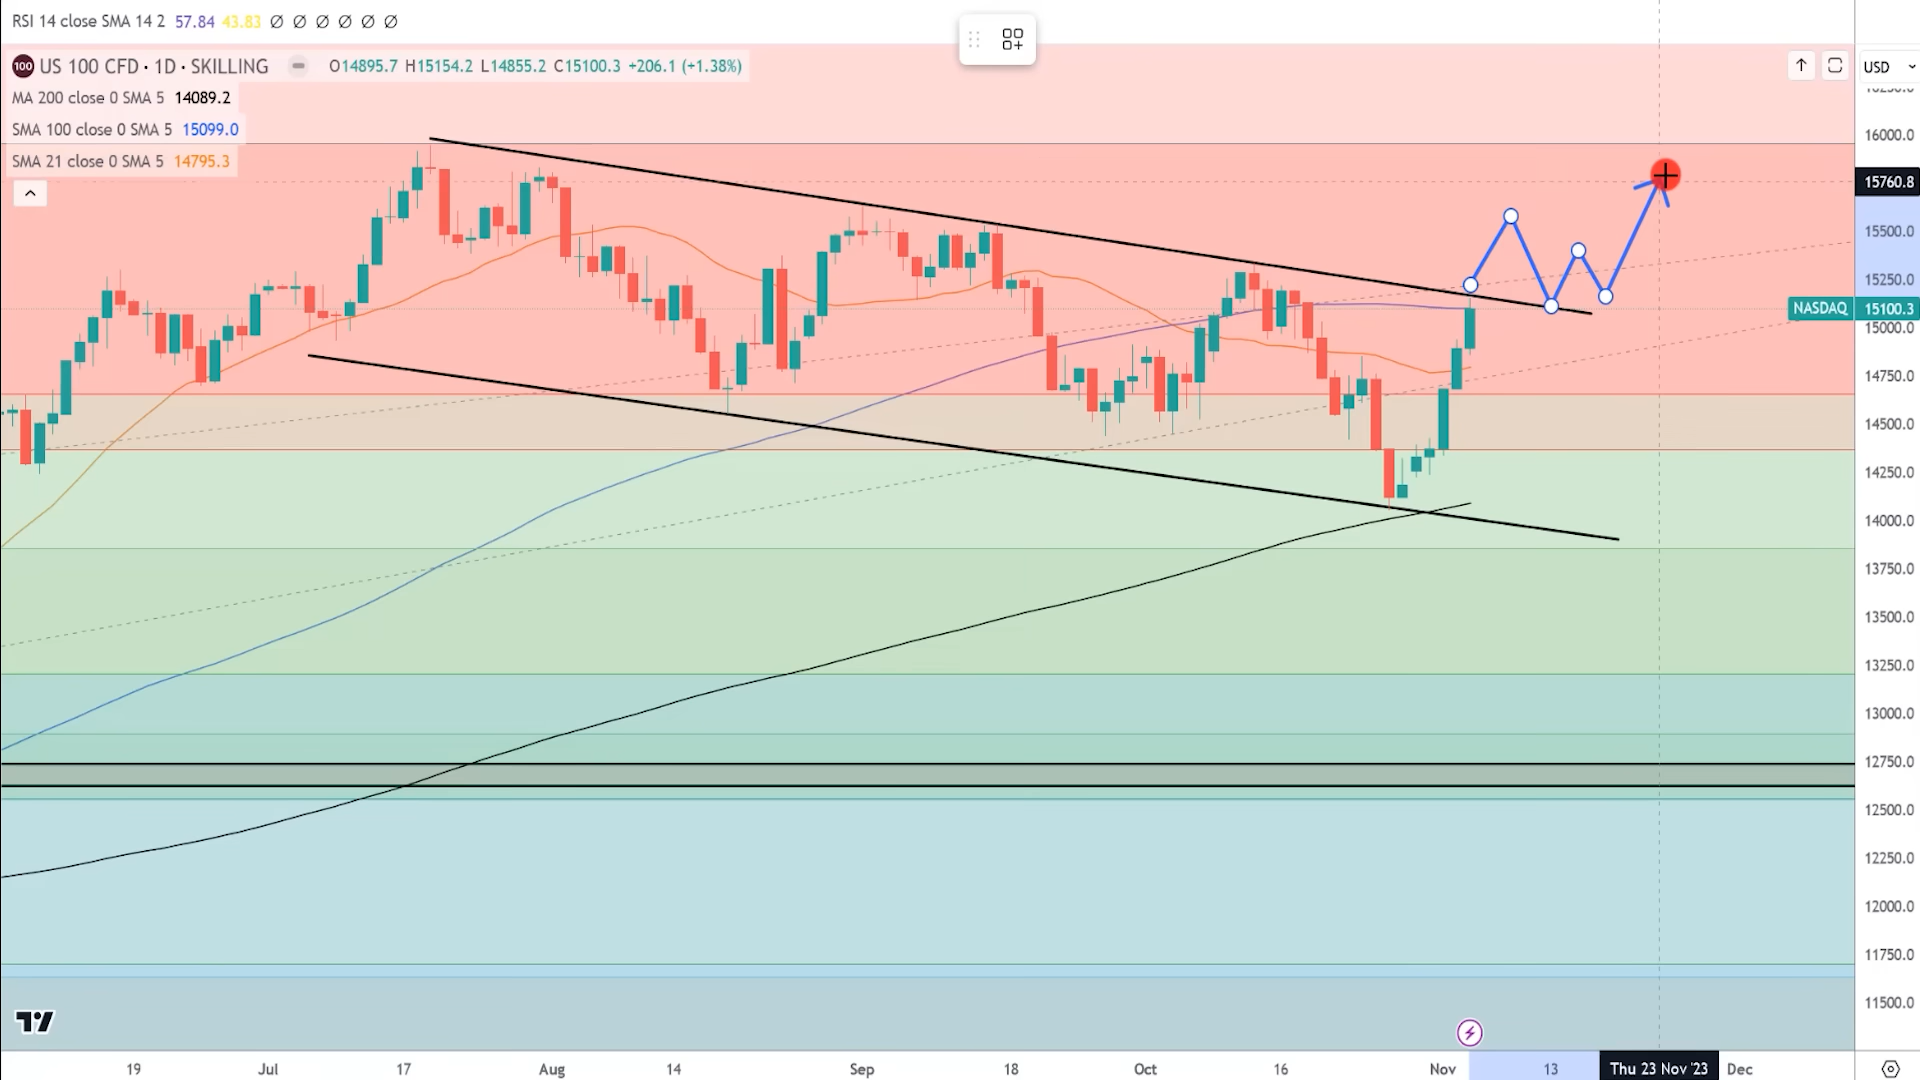 RSI 14 close SMA 14 2 57.84 43.83 Ø Ø Ø Ø Ø Ø
100 US 100 CFD · 1D · SKILLING O14895.7 H15154.2 L14855.2 C15100.3 +206.1 (+1.38%)
MA 200 close 0 SMA 5 14089.2
SMA 100 close 0 SMA 5 15099.0
SMA 21 close 0 SMA 5 14795.3
USD
16000.0
15760.8
15500.0
15250.0
NASDAQ 15100.3
15000.0
14750.0
14500.0
14250.0
14000.0
13750.0
13500.0
13250.0
13000.0
12750.0
12500.0
12250.0
12000.0
11750.0
11500.0
19 Jul 17 Aug 14 Sep 18 Oct 16 Nov 13 Thu 23 Nov '23 Dec